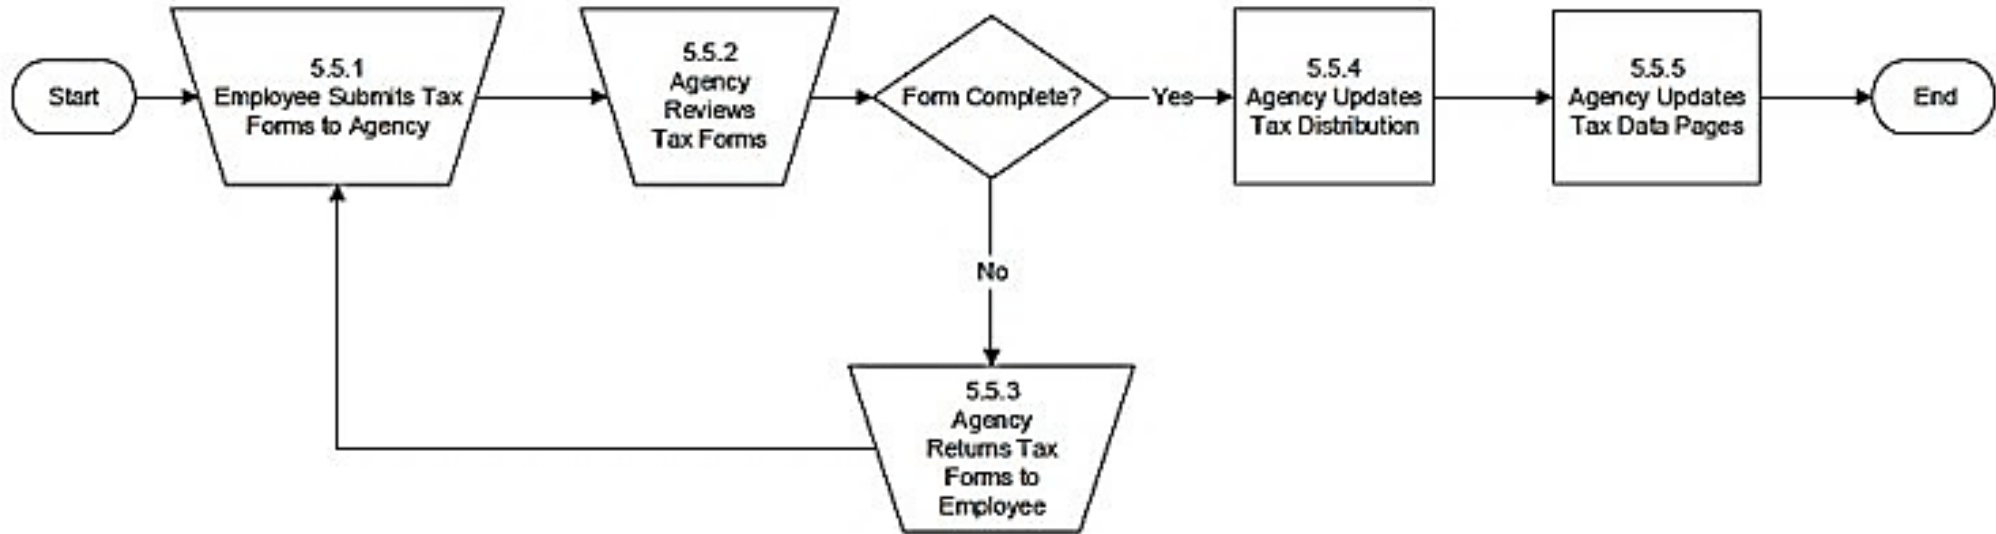 Start
5.5.1
Employee Submits Tax
Forms to Agency
5.5.2
Agency
Reviews
Tax Forms
Form Complete?
Yes
5.5.4
Agency Updates
Tax Distribution
5.5.5
Agency Updates
Tax Data Pages
End
No
5.5.3
Agency
Returns Tax
Forms to
Employee